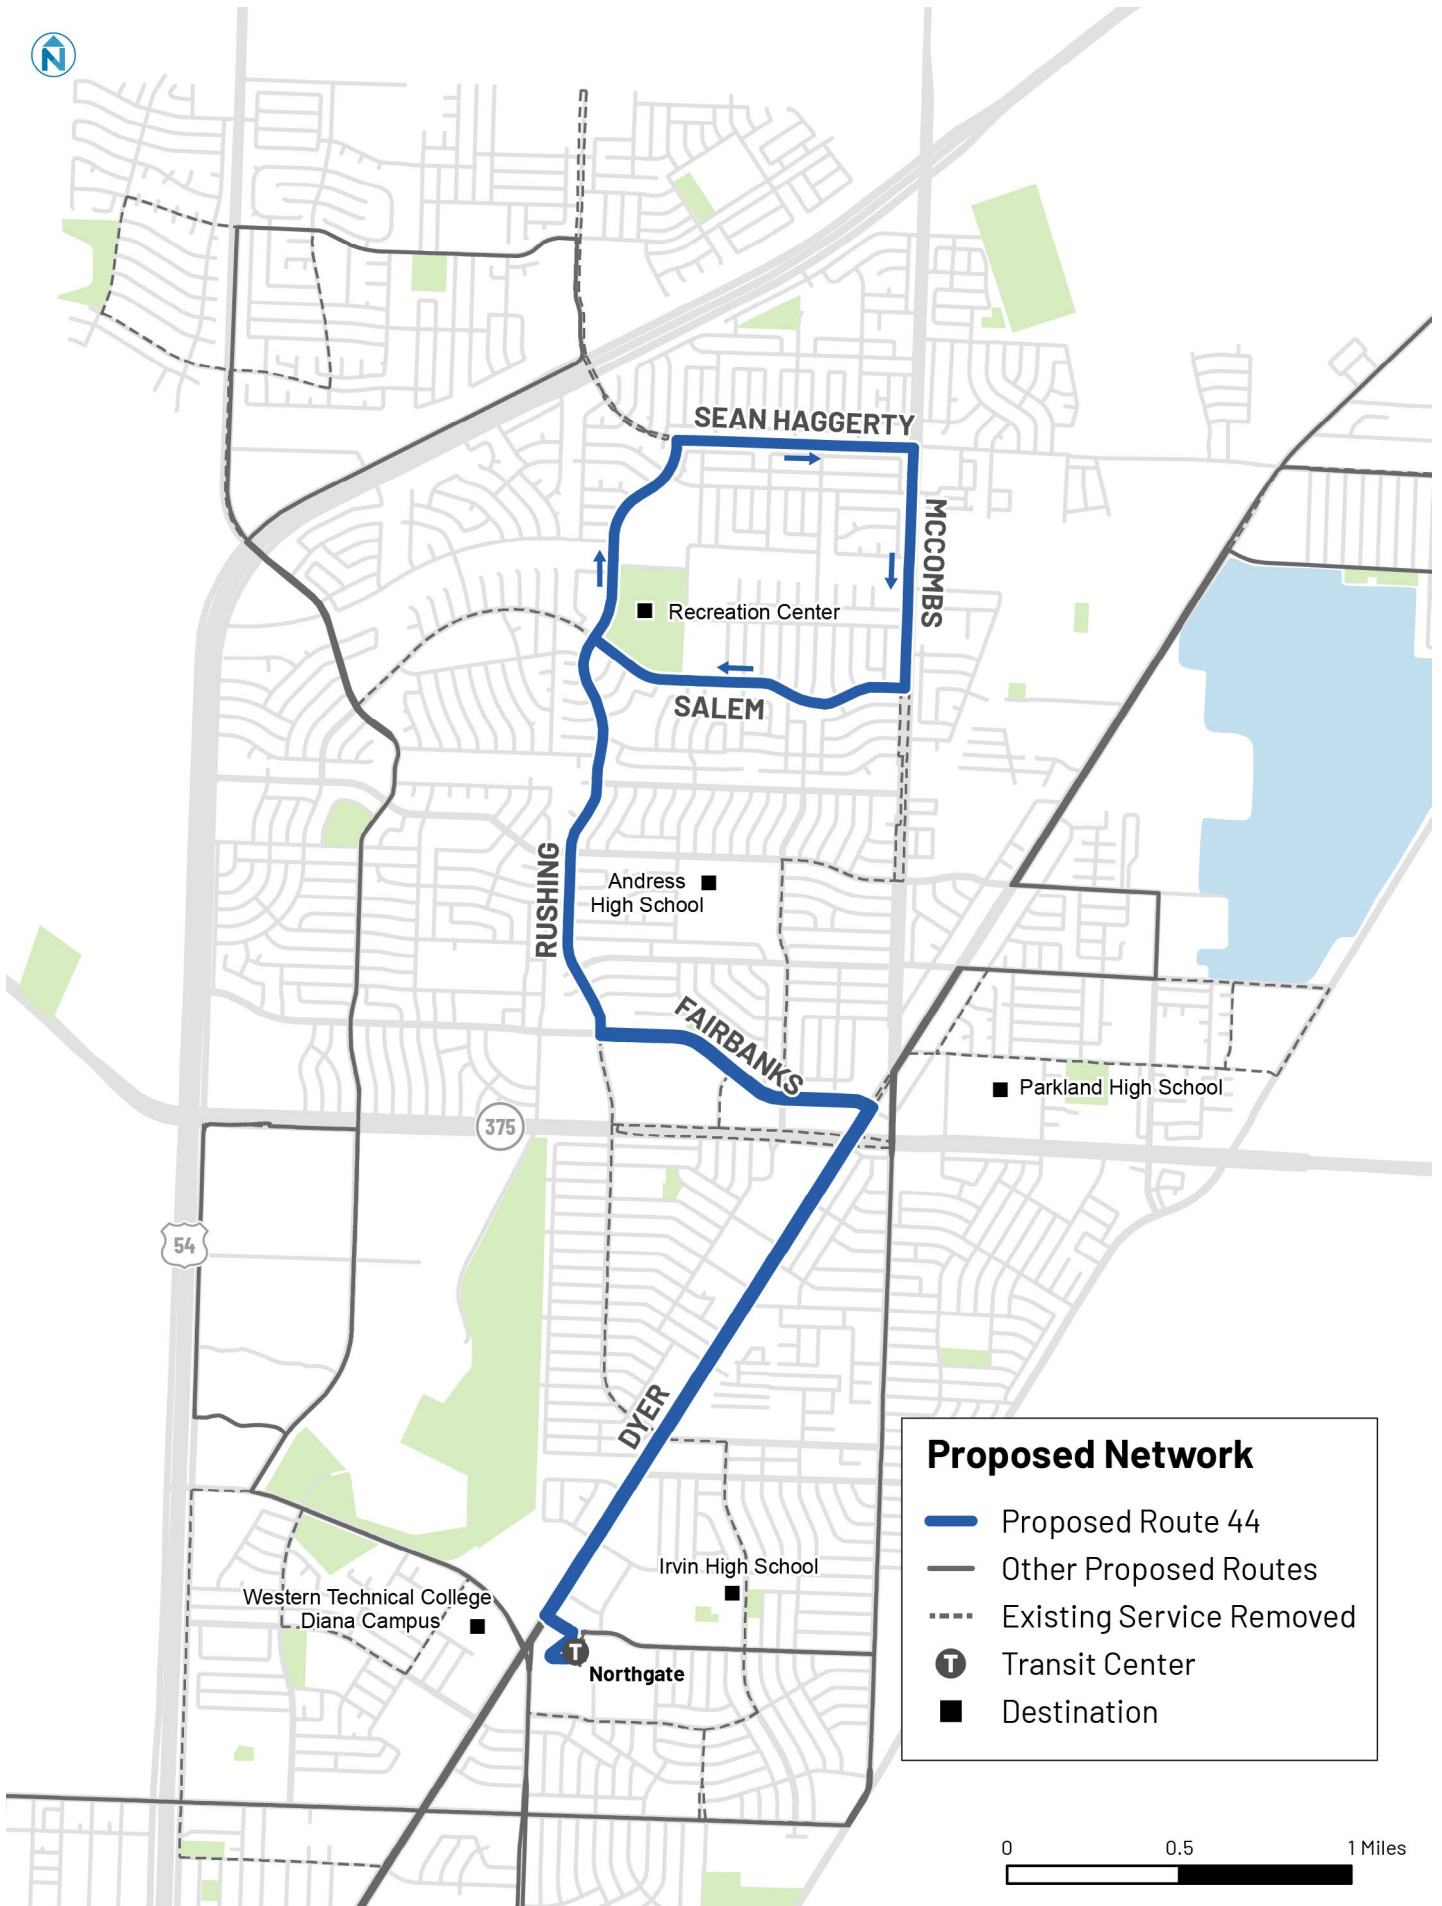 N
SEAN HAGGERTY
MCCOMBS
Recreation Center
SALEM
RUSHING
Andress
High School
FAIRBANKS
Parkland High School
375
54
DYER
Irvin High School
Western Technical College
Diana Campus
T
Northgate
Proposed Network
Proposed Route 44
Other Proposed Routes
Existing Service Removed
T Transit Center
Destination
0 0.5 1 Miles